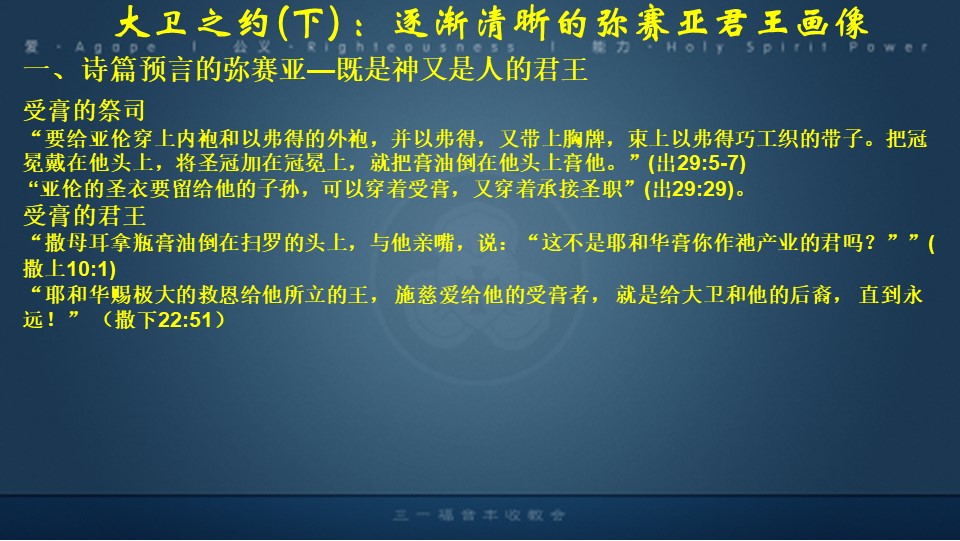 大卫之约(下)：逐渐清晰的弥赛亚君王画像
爱 - Agape | 公义 - Righteousness | 能力 - Holy Spirit Power
一、诗篇预言的弥赛亚—既是神又是人的君王
受膏的祭司
“要给亚伦穿上内袍和以弗得的外袍，并以弗得，又带上胸牌，束上以弗得巧工织的带子。把冠
冕戴在他头上，将圣冠加在冠冕上，就把膏油倒在他头上膏他。”(出29:5-7)
“亚伦的圣衣要留给他的子孙，可以穿着受膏，又穿着承接圣职”(出29:29)。
受膏的君王
“撒母耳拿瓶膏油倒在扫罗的头上，与他亲嘴，说：“这不是耶和华膏你作祂产业的君吗？””(
撒上10:1)
“耶和华赐极大的救恩给他所立的王， 施慈爱给他的受膏者， 就是给大卫和他的后裔， 直到永
远！” （撒下22:51）
三一福音丰收教会